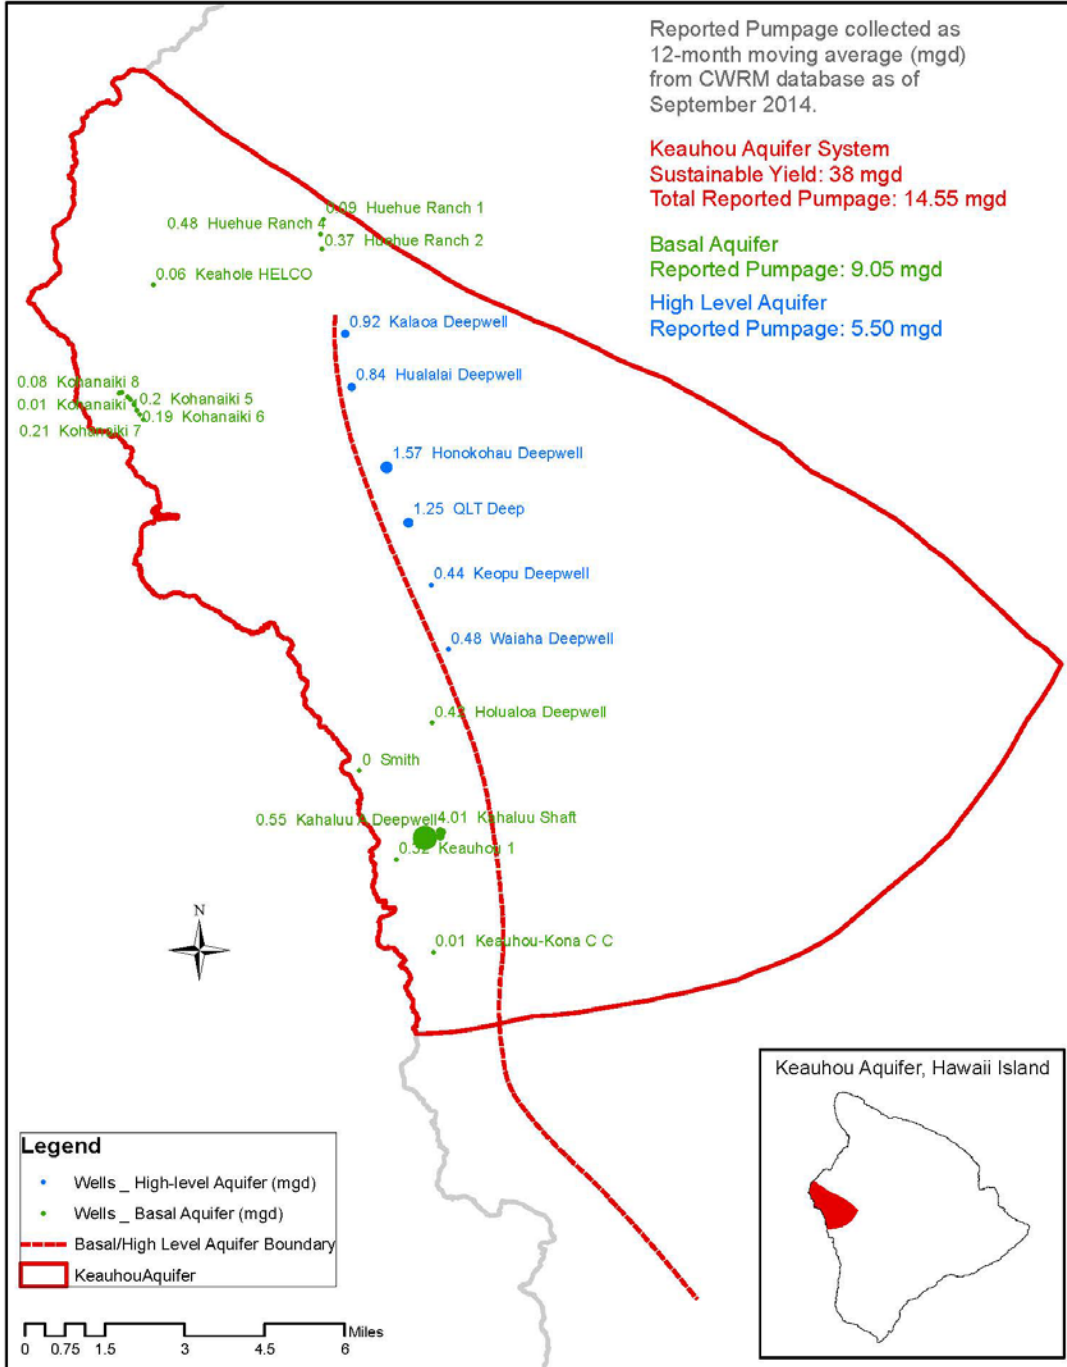 Reported Pumpage collected as
12-month moving average (mgd)
from CWRM database as of
September 2014.
Keauhou Aquifer System
Sustainable Yield: 38 mgd
Total Reported Pumpage: 14.55 mgd
Basal Aquifer
Reported Pumpage: 9.05 mgd
High Level Aquifer
Reported Pumpage: 5.50 mgd
0.09 Huehue Ranch 1
0.48 Huehue Ranch 4
0.37 Huehue Ranch 2
0.06 Keahole HELCO
0.92 Kalaoa Deepwell
0.84 Hualalai Deepwell
0.08 Kohanaiki 8
0.2 Kohanaiki 5
0.01 Kohanaiki
0.19 Kohanaiki 6
0.21 Kohanaiki 7
1.57 Honokohau Deepwell
1.25 QLT Deep
0.44 Keopu Deepwell
0.48 Waiaha Deepwell
0.42 Holualoa Deepwell
0 Smith
0.55 Kahaluu A Deepwell
4.01 Kahaluu Shaft
0.32 Keauhou 1
N
0.01 Keauhou-Kona C C
Keauhou Aquifer, Hawaii Island
Legend
Wells _ High-level Aquifer (mgd)
Wells _ Basal Aquifer (mgd)
Basal/High Level Aquifer Boundary
KeauhouAquifer
Miles
0 0.75 1.5 3 4.5 6